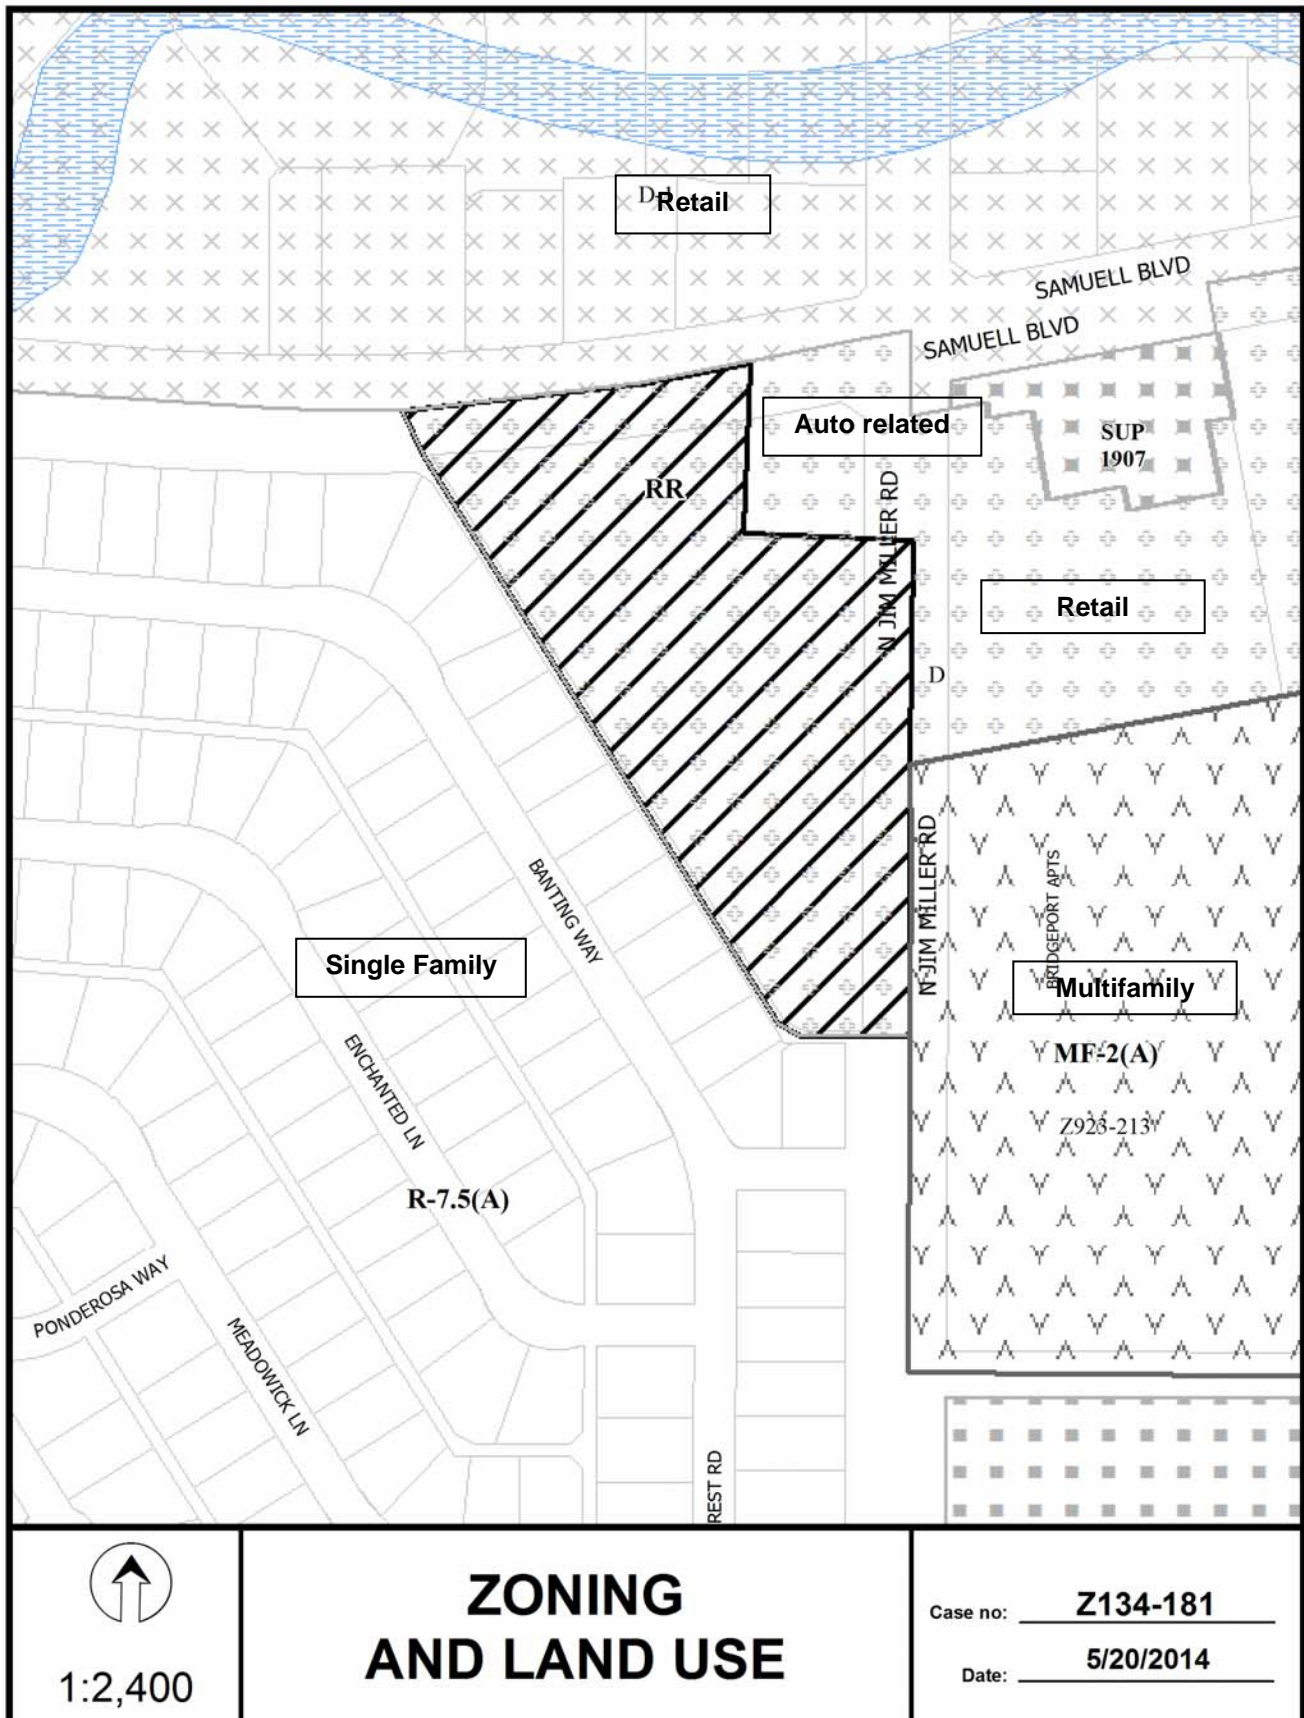 D-1
Retail
SAMUELL BLVD
SAMUELL BLVD
Auto related
SUP
1907
RR
N JIM MILLER RD
Retail
D
N JIM MILLER RD
BRIDGEPORT APTS
BANTING WAY
Single Family
Multifamily
MF-2(A)
ENCHANTED LN
Z923-213
R-7.5(A)
PONDEROSA WAY
MEADOWICK LN
REST RD
1:2,400
ZONING
AND LAND USE
Case no: Z134-181
Date: 5/20/2014